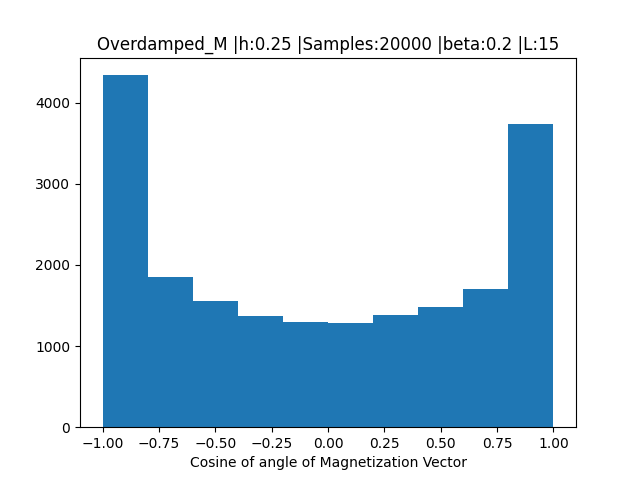 Overdamped_M |h:0.25 |Samples:20000 |beta:0.2 |L:15
4000
3000
2000
1000
0
−1.00 −0.75 −0.50 −0.25 0.00 0.25 0.50 0.75 1.00
Cosine of angle of Magnetization Vector